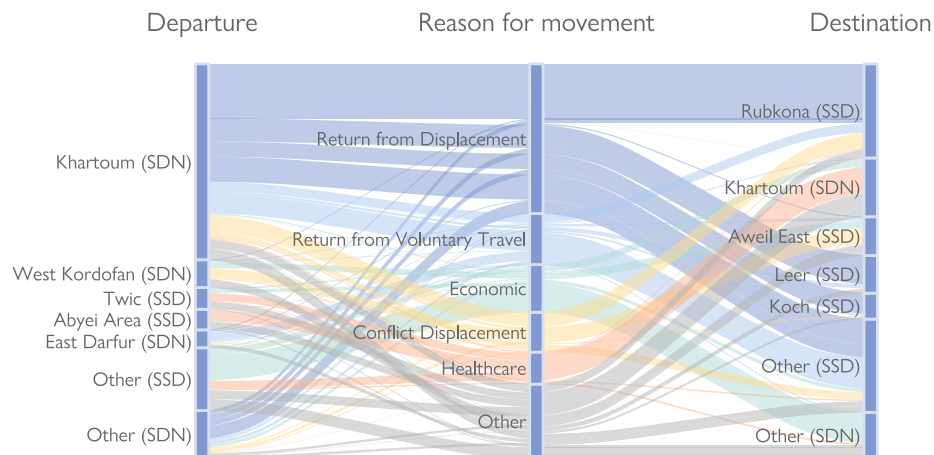 Departure
Reason for movement
Destination
Khartoum (SDN)
West Kordofan (SDN)
Twic (SSD)
Abyei Area (SSD)
East Darfur (SDN)
Other (SSD)
Other (SDN)
Return from Displacement
Return from Voluntary Travel
Economic
Conflict Displacement
Healthcare
Other
Rubkona (SSD)
Khartoum (SDN)
Aweil East (SSD)
Leer (SSD)
Koch (SSD)
Other (SSD)
Other (SDN)